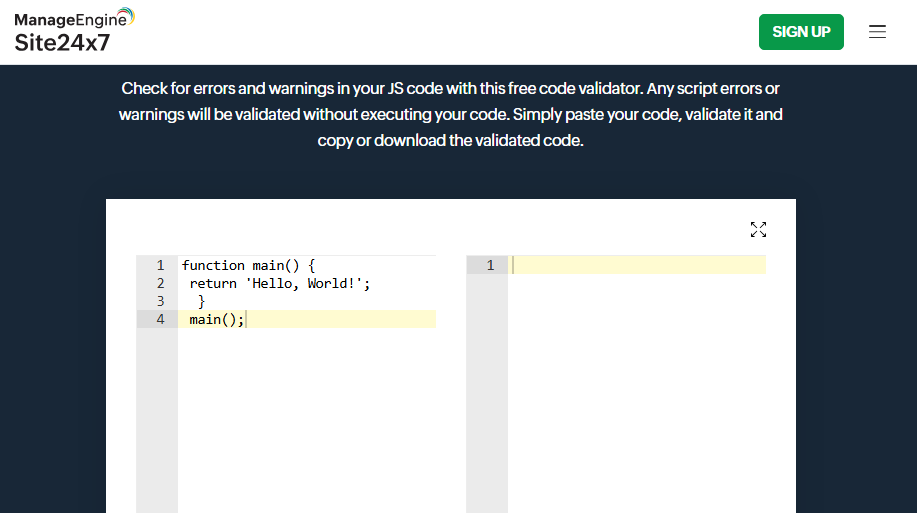 ManageEngine
Site24x7
SIGN UP
Check for errors and warnings in your JS code with this free code validator. Any script errors or
warnings will be validated without executing your code. Simply paste your code, validate it and
copy or download the validated code.
1 function main() {
2 return 'Hello, World!';
3 }
4 main();
1